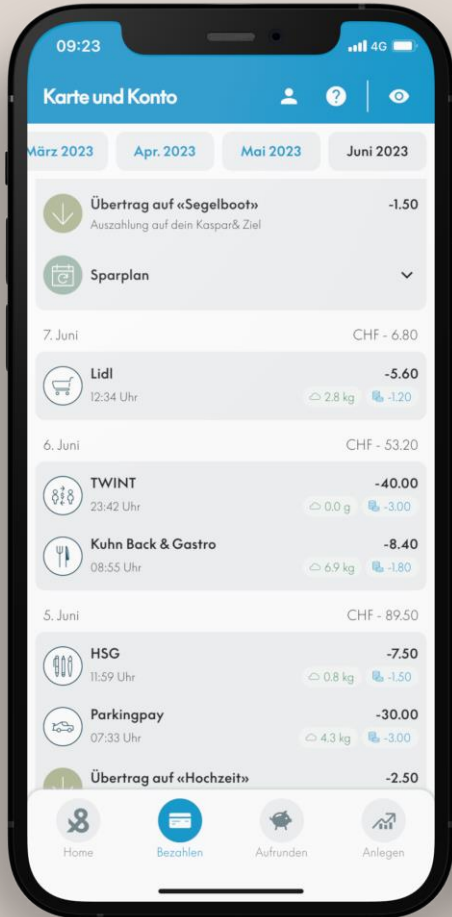 09:23
4G
Karte und Konto
?
März 2023 Apr. 2023 Mai 2023 Juni 2023
Übertrag auf «Segelboot» -1.50
Auszahlung auf dein Kaspar& Ziel
Sparplan
7. Juni CHF - 6.80
Lidl -5.60
12:34 Uhr 2.8 kg -1.20
6. Juni CHF - 53.20
TWINT -40.00
23:42 Uhr 0.0 g -3.00
Kuhn Back & Gastro -8.40
08:55 Uhr 6.9 kg -1.80
5. Juni CHF - 89.50
HSG -7.50
11:59 Uhr 0.8 kg -1.50
Parkingpay -30.00
07:33 Uhr 4.3 kg -3.00
Übertrag auf «Hochzeit» -2.50
&
Home Bezahlen Aufrunden Anlegen